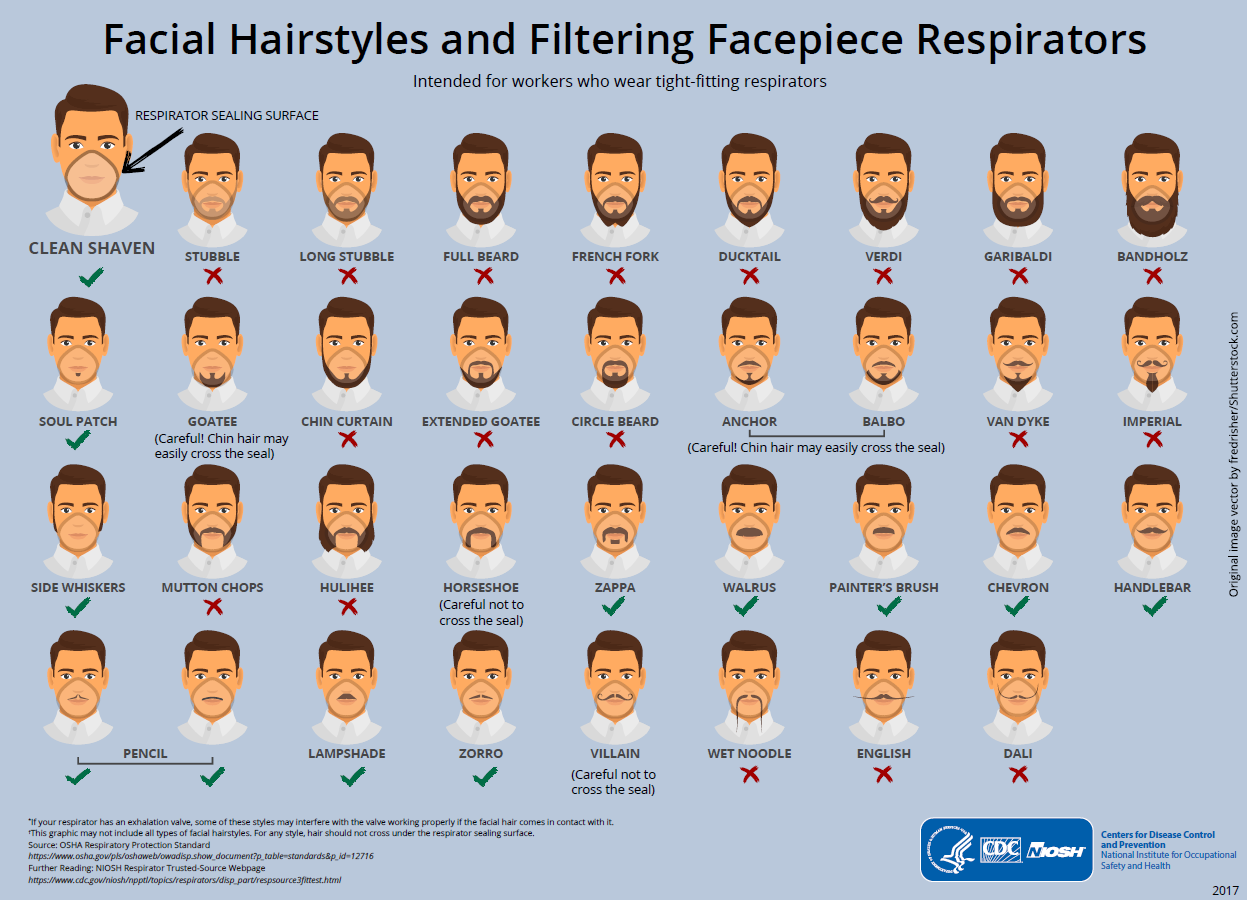 Facial Hairstyles and Filtering Facepiece Respirators
Intended for workers who wear tight-fitting respirators
RESPIRATOR SEALING SURFACE
CLEAN SHAVEN
STUBBLE
LONG STUBBLE
FULL BEARD
FRENCH FORK
DUCKTAIL
VERDI
GARIBALDI
BANDHOLZ
SOUL PATCH
GOATEE
(Careful! Chin hair may
easily cross the seal)
CHIN CURTAIN
EXTENDED GOATEE
CIRCLE BEARD
ANCHOR
BALBO
(Careful! Chin hair may easily cross the seal)
VAN DYKE
IMPERIAL
SIDE WHISKERS
MUTTON CHOPS
HULIHEE
HORSESHOE
(Careful not to
cross the seal)
ZAPPA
WALRUS
PAINTER'S BRUSH
CHEVRON
HANDLEBAR
PENCIL
LAMPSHADE
ZORRO
VILLAIN
(Careful not to
cross the seal)
WET NOODLE
ENGLISH
DALI
Original image vector by fredrisher/Shutterstock.com
*If your respirator has an exhalation valve, some of these styles may interfere with the valve working properly if the facial hair comes in contact with it.
†This graphic may not include all types of facial hairstyles. For any style, hair should not cross under the respirator sealing surface.
Source: OSHA Respiratory Protection Standard
https://www.osha.gov/pls/oshaweb/owadisp.show_document?p_table=standards&p_id=12716
Further Reading: NIOSH Respirator Trusted-Source Webpage
https://www.cdc.gov/niosh/npptl/topics/respirators/disp_part/respsource3fittest.html
CDC
NIOSH
Centers for Disease Control
and Prevention
National Institute for Occupational
Safety and Health
2017